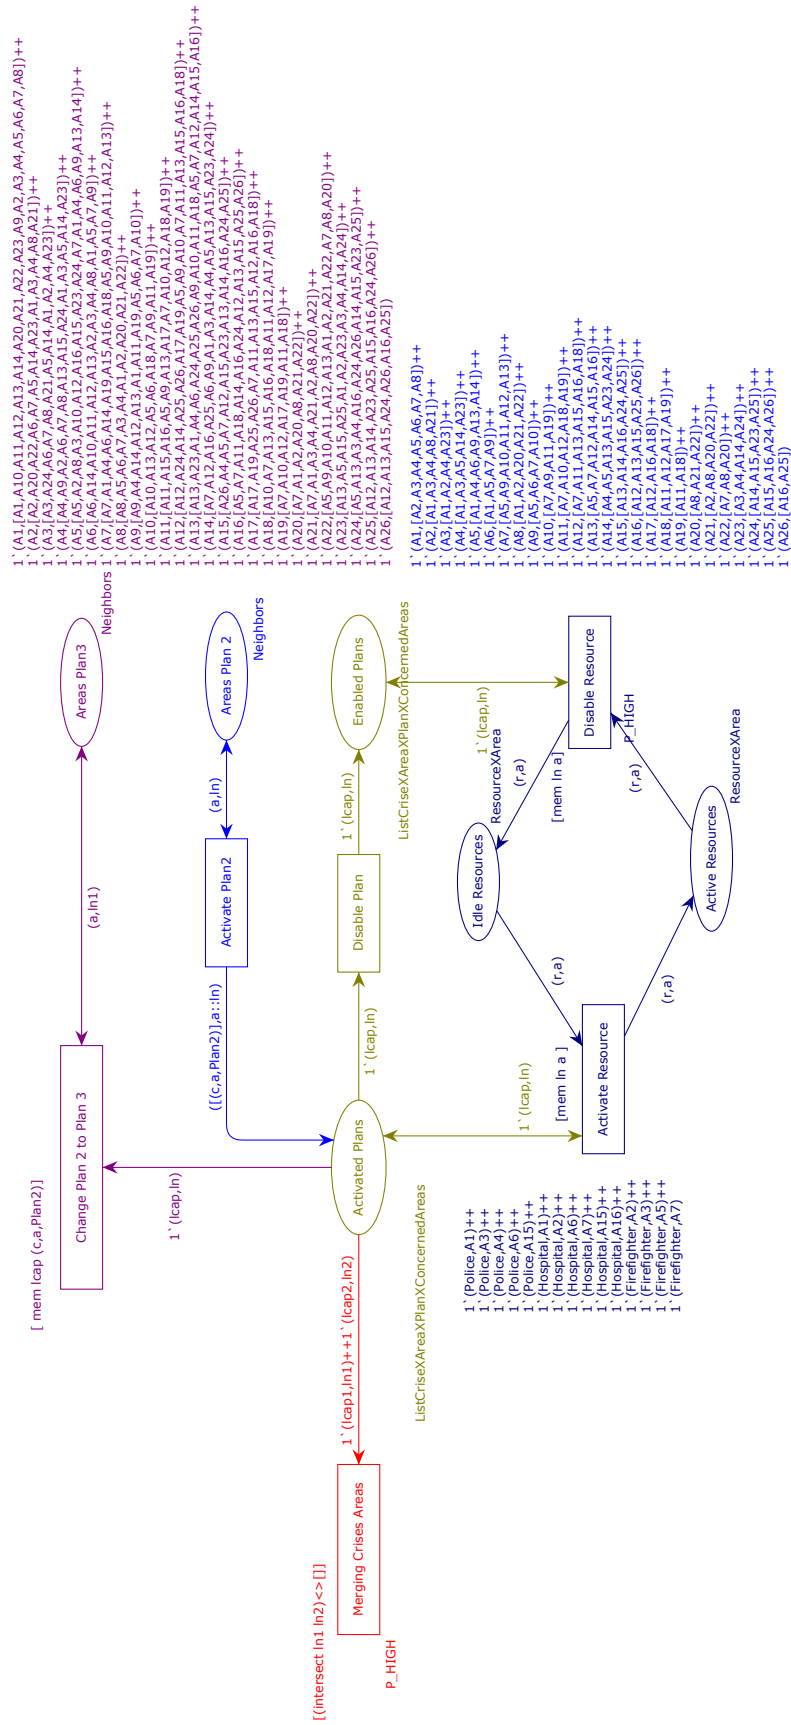 1`(A1,[A1,A10,A11,A12,A13,A14,A20,A21,A22,A23,A9,A2,A3,A4,A5,A6,A7,A8])++
1`(A2,[A2,A20,A22,A6,A7,A5,A14,A23,A1,A3,A4,A8,A21])++
1`(A3,[A3,A24,A6,A7,A8,A21,A5,A14,A1,A2,A4,A23])++
1`(A4,[A4,A9,A2,A6,A7,A8,A13,A15,A24,A1,A3,A5,A14,A23])++
1`(A5,[A5,A2,A8,A3,A10,A12,A16,A15,A23,A24,A7,A1,A4,A6,A9,A13,A14])++
1`(A6,[A6,A14,A10,A11,A12,A13,A2,A3,A4,A8,A1,A5,A7,A9])++
1`(A7,[A7,A1,A4,A6,A14,A19,A15,A16,A18,A5,A9,A10,A11,A12,A13])++
1`(A8,[A8,A5,A6,A7,A3,A4,A1,A2,A20,A21,A22])++
1`(A9,[A9,A4,A14,A12,A13,A1,A11,A19,A5,A6,A7,A10])++
1`(A10,[A10,A13,A12,A5,A6,A18,A7,A9,A11,A19])++
1`(A11,[A11,A15,A16,A5,A9,A13,A17,A7,A10,A12,A18,A19])++
1`(A12,[A12,A24,A14,A25,A26,A17,A19,A5,A9,A10,A7,A11,A13,A15,A16,A18])++
1`(A13,[A13,A23,A1,A4,A6,A24,A25,A26,A9,A10,A11,A18,A5,A7,A12,A14,A15,A16])++
1`(A14,[A7,A12,A16,A25,A6,A9,A1,A3,A14,A4,A5,A13,A15,A23,A24])++
1`(A15,[A26,A4,A5,A7,A12,A15,A23,A13,A14,A16,A24,A25])++
1`(A16,[A5,A7,A11,A18,A14,A16,A24,A12,A13,A15,A25,A26])++
1`(A17,[A17,A19,A25,A26,A7,A11,A13,A15,A12,A16,A18])++
1`(A18,[A10,A7,A13,A15,A16,A18,A11,A12,A17,A19])++
1`(A19,[A7,A10,A12,A17,A19,A11,A18])++
1`(A20,[A7,A1,A2,A20,A8,A21,A22])++
1`(A21,[A7,A1,A3,A4,A21,A2,A8,A20,A22])++
1`(A22,[A5,A9,A10,A11,A12,A13,A1,A2,A21,A22,A7,A8,A20])++
1`(A23,[A13,A5,A15,A25,A1,A2,A23,A3,A4,A14,A24])++
1`(A24,[A5,A13,A3,A4,A16,A24,A26,A14,A15,A23,A25])++
1`(A25,[A12,A13,A14,A23,A25,A15,A16,A24,A26])++
1`(A26,[A12,A13,A15,A24,A26,A16,A25])
Areas Plan3
Neighbors
(a,ln1)
Change Plan 2 to Plan 3
[ mem lcap (c,a,Plan2)]
1`(lcap,ln)
1`(A1,[A2,A3,A4,A5,A6,A7,A8])++
1`(A2,[A1,A3,A4,A8,A21])++
1`(A3,[A1,A2,A4,A23])++
1`(A4,[A1,A3,A5,A14,A23])++
1`(A5,[A1,A4,A6,A9,A13,A14])++
1`(A6,[A1,A5,A7,A9])++
1`(A7,[A5,A9,A10,A11,A12,A13])++
1`(A8,[A1,A2,A20,A21,A22])++
1`(A9,[A5,A6,A7,A10])++
1`(A10,[A7,A9,A11,A19])++
1`(A11,[A7,A10,A12,A18,A19])++
1`(A12,[A7,A11,A13,A15,A16,A18])++
1`(A13,[A5,A7,A12,A14,A15,A16])++
1`(A14,[A4,A5,A13,A15,A23,A24])++
1`(A15,[A13,A14,A16,A24,A25])++
1`(A16,[A12,A13,A15,A25,A26])++
1`(A17,[A12,A16,A18])++
1`(A18,[A11,A12,A17,A19])++
1`(A19,[A11,A18])++
1`(A20,[A8,A21,A22])++
1`(A21,[A2,A8,A20,A22])++
1`(A22,[A7,A8,A20])++
1`(A23,[A3,A4,A14,A24])++
1`(A24,[A14,A15,A23,A25])++
1`(A25,[A15,A16,A24,A26])++
1`(A26,[A16,A25])
Areas Plan 2
Neighbors
(a,ln)
Activate Plan2
([(c,a,Plan2)],a::ln)
Enabled Plans
ListCriseXAreaXPlanXConcernedAreas
1`(lcap,ln)
Disable Plan
1`(lcap,ln)
Activated Plans
ListCriseXAreaXPlanXConcernedAreas
1`(lcap1,ln1)++1`(lcap2,ln2)
Merging Crises Areas
[(intersect ln1 ln2)<>[]]
P_HIGH
1`(lcap,ln)
Disable Resource
P_HIGH
[mem ln a]
(r,a)
(r,a)
Idle Resources
ResourceXArea
Active Resources
ResourceXArea
(r,a)
(r,a)
Activate Resource
[mem ln a ]
1`(lcap,ln)
1`(Police,A1)++
1`(Police,A3)++
1`(Police,A4)++
1`(Police,A6)++
1`(Police,A15)++
1`(Hospital,A1)++
1`(Hospital,A2)++
1`(Hospital,A6)++
1`(Hospital,A7)++
1`(Hospital,A15)++
1`(Hospital,A16)++
1`(Firefighter,A2)++
1`(Firefighter,A3)++
1`(Firefighter,A5)++
1`(Firefighter,A7)